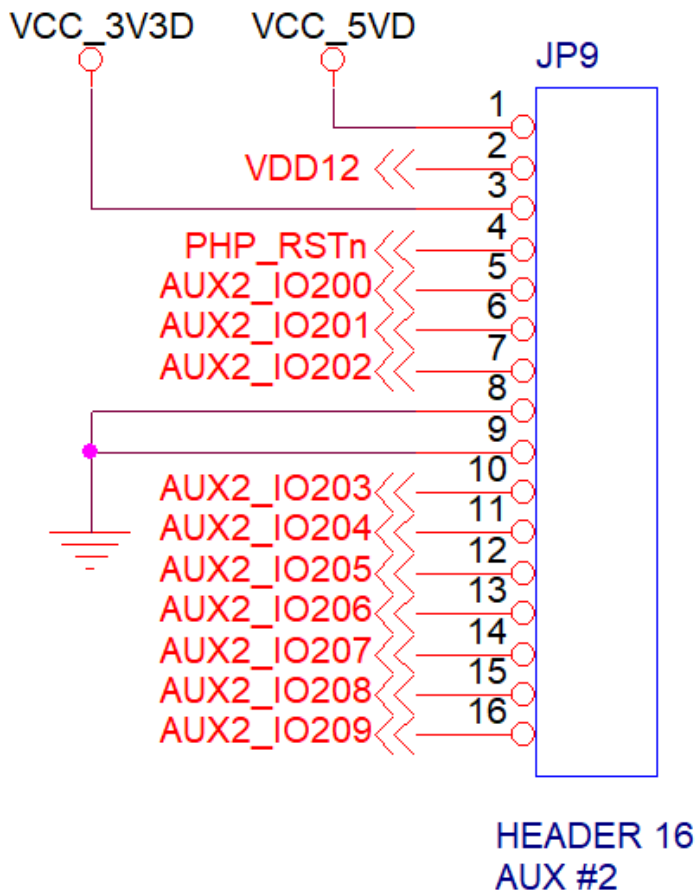 VCC_3V3D VCC_5VD
JP9
1
VDD12 2
3
PHP_RSTn 4
AUX2_IO200 5
AUX2_IO201 6
AUX2_IO202 7
8
9
AUX2_IO203 10
AUX2_IO204 11
AUX2_IO205 12
AUX2_IO206 13
AUX2_IO207 14
AUX2_IO208 15
AUX2_IO209 16
HEADER 16
AUX #2